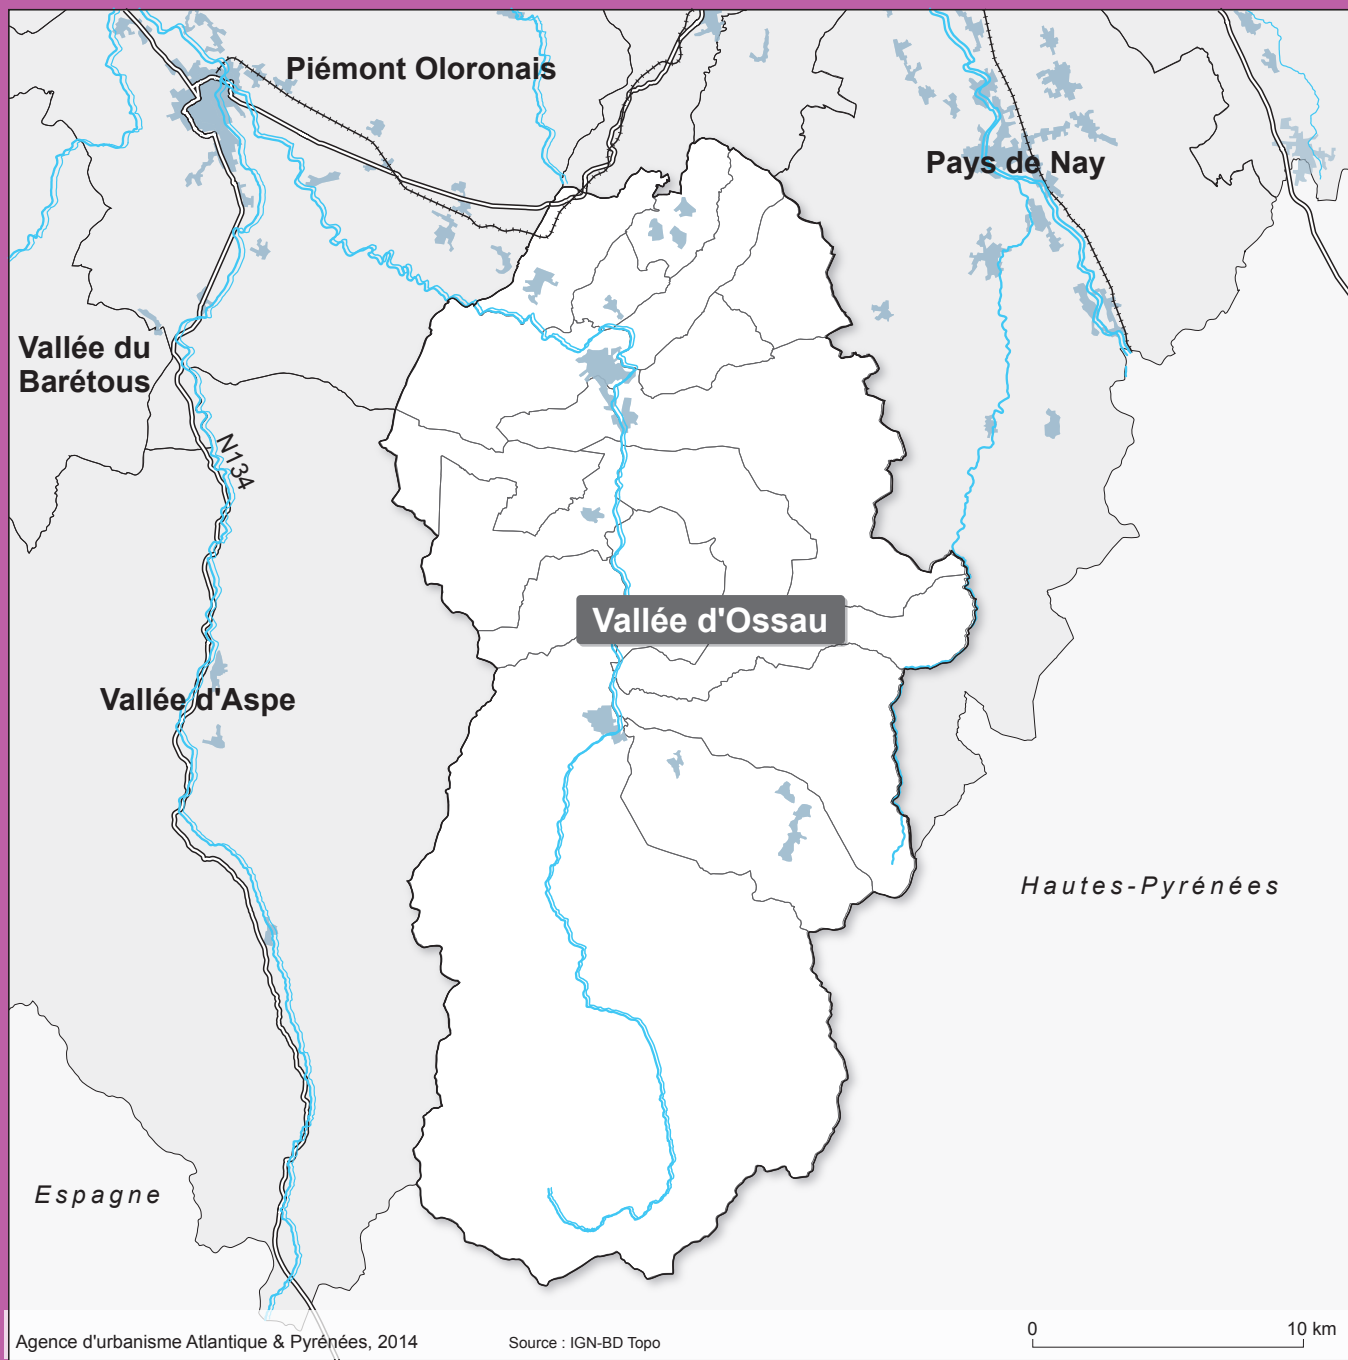 Piémont Oloronais
Pays de Nay
Vallée du
Barétous
N134
Vallée d'Ossau
Vallée d'Aspe
Hautes-Pyrénées
Espagne
Agence d'urbanisme Atlantique & Pyrénées, 2014
Source : IGN-BD Topo
0
10 km